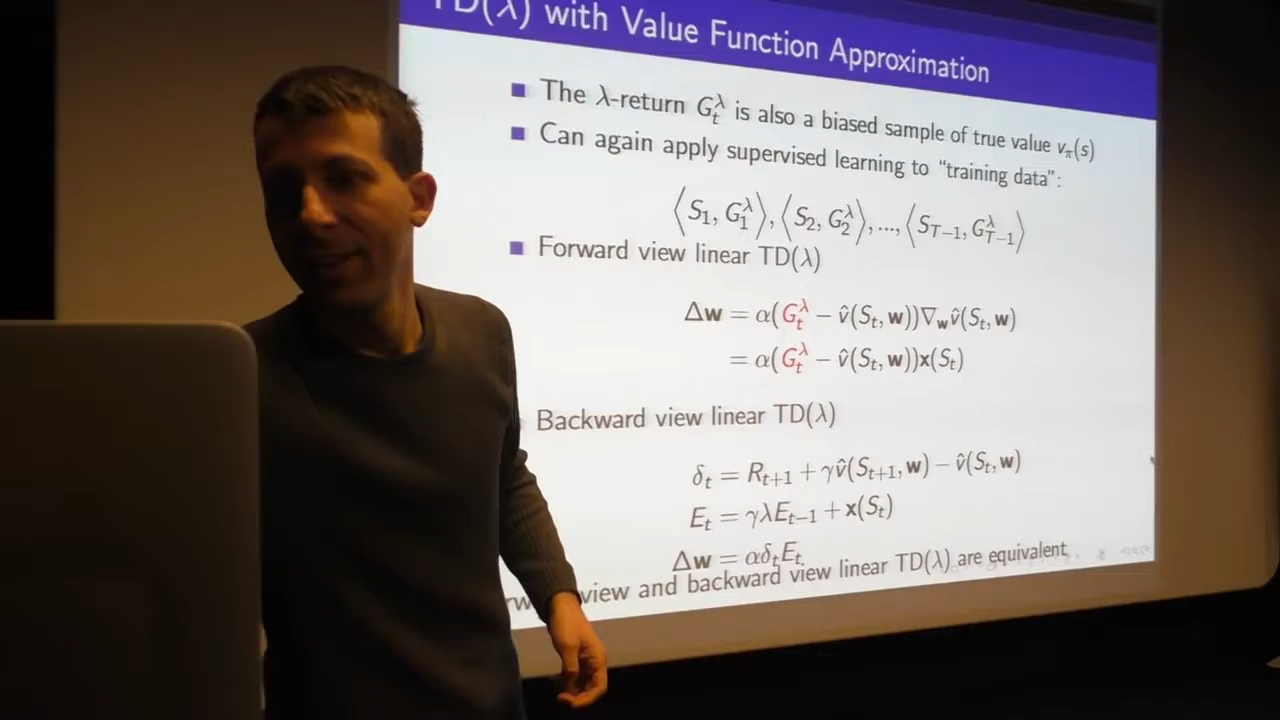 TD(λ) with Value Function Approximation
The λ-return G_t^λ is also a biased sample of true value v_π(s)
Can again apply supervised learning to “training data”:
⟨S_1, G_1^λ⟩, ⟨S_2, G_2^λ⟩, ..., ⟨S_{T−1}, G_{T−1}^λ⟩
Forward view linear TD(λ)
Δw = α(G_t^λ − v̂(S_t, w))∇_w v̂(S_t, w)
= α(G_t^λ − v̂(S_t, w))x(S_t)
Backward view linear TD(λ)
δ_t = R_{t+1} + γv̂(S_{t+1}, w) − v̂(S_t, w)
E_t = γλE_{t−1} + x(S_t)
Δw = αδ_t E_t
view and backward view linear TD(λ) are equivalent